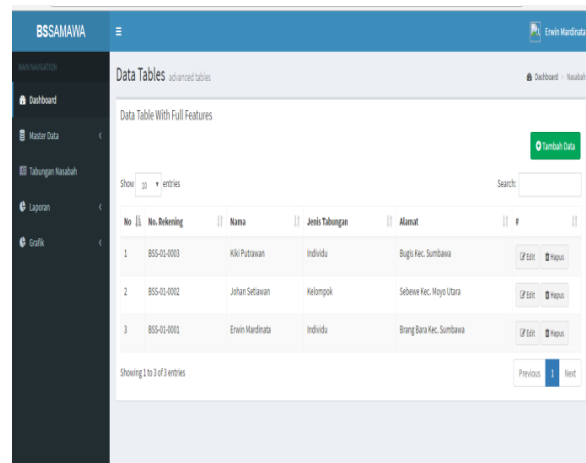 BSSAMAWA
Erwin Mardinata
MAIN NAVIGATION
Dashboard
Master Data
Tabungan Nasabah
Laporan
Grafik
Data Tables advanced tables
Dashboard > Nasabah
Data Table With Full Features
Tambah Data
Show 10 entries
Search:
No No. Rekening Nama Jenis Tabungan Alamat #
1 BSS-01-0003 Kiki Putrawan Individu Bugis Kec. Sumbawa Edit Hapus
2 BSS-01-0002 Johan Setiawan Kelompok Sebewe Kec. Moyo Utara Edit Hapus
3 BSS-01-0001 Erwin Mardinata Individu Brang Bara Kec. Sumbawa Edit Hapus
Showing 1 to 3 of 3 entries
Previous 1 Next